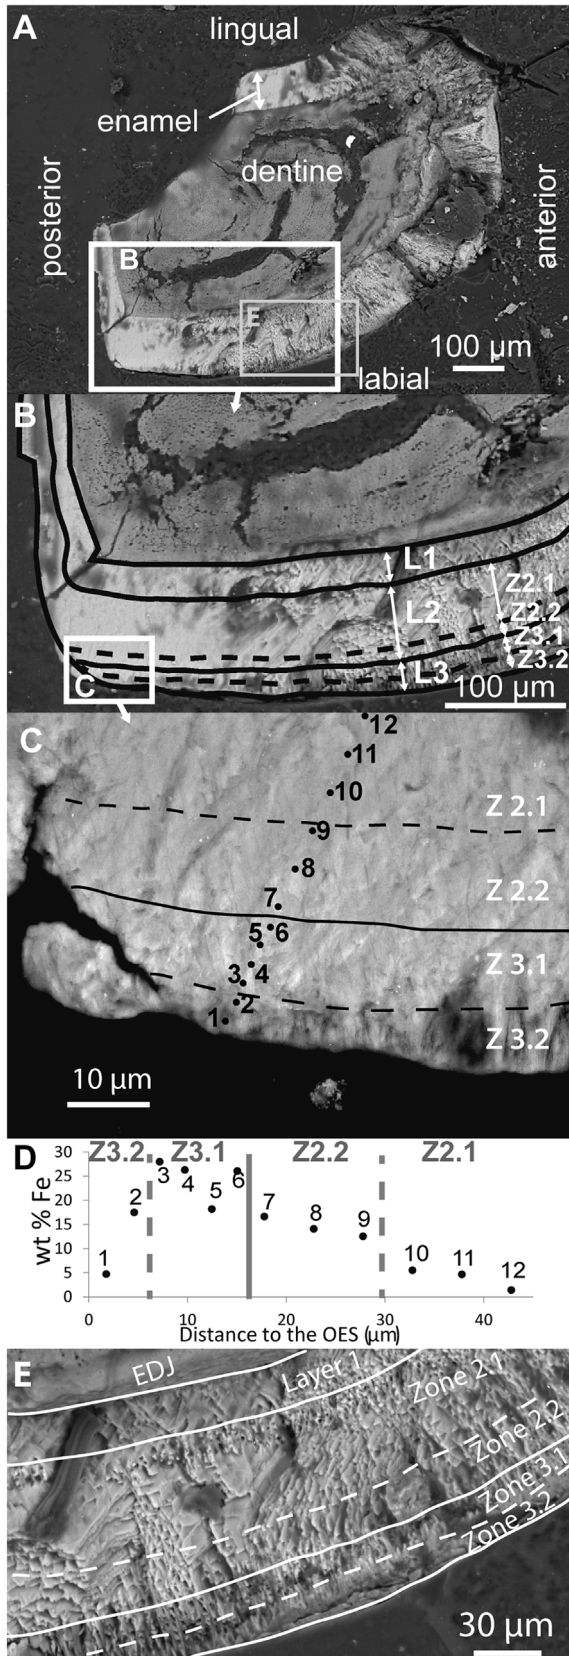 A
lingual
enamel
dentine
posterior
anterior
B
E
100 µm
labial
B
L1
L2
L3
Z2.1
Z2.2
Z3.1
Z3.2
C
100 µm
C
12
11
10
9
8
7
5 6
3 4
2
1
Z 2.1
Z 2.2
Z 3.1
Z 3.2
10 µm
D
Z3.2 Z3.1 Z2.2 Z2.1
wt % Fe
30
25
20
15
10
5
0
1 2 3 4 5 6 7 8 9 10 11 12
0 10 20 30 40
Distance to the OES (µm)
E
EDJ
Layer 1
Zone 2.1
Zone 2.2
Zone 3.1
Zone 3.2
30 µm